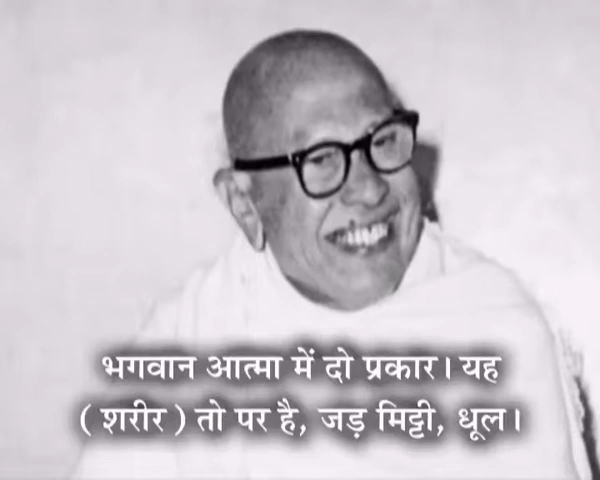 भगवान आत्मा में दो प्रकार। यह
( शरीर ) तो पर है, जड़ मिट्टी, धूल।